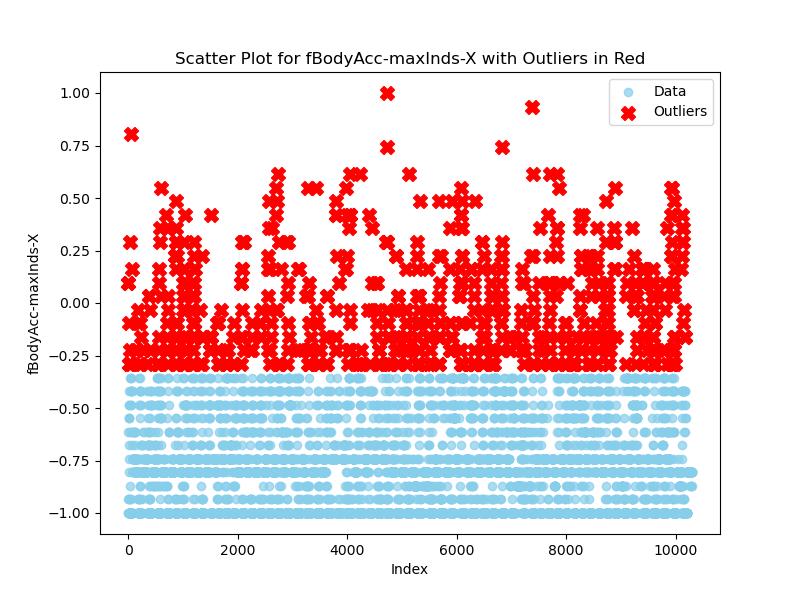 Scatter Plot for fBodyAcc-maxInds-X with Outliers in Red
Data
Outliers
1.00
0.75
0.50
0.25
0.00
−0.25
−0.50
−0.75
−1.00
fBodyAcc-maxInds-X
0 2000 4000 6000 8000 10000
Index